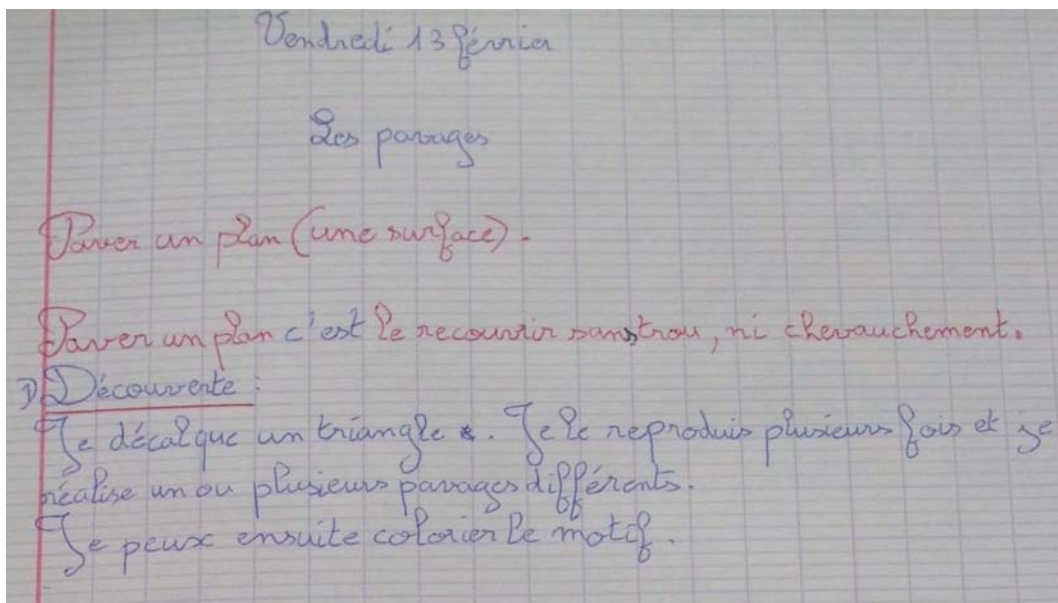 Vendredi 13 février
Les pavages
Paver un plan (une surface).
Paver un plan c'est le recouvrir sans trou, ni chevauchement.
1) Découverte :
Je décalque un triangle. Je le reproduis plusieurs fois et je
réalise un ou plusieurs pavages différents.
Je peux ensuite colorier le motif.